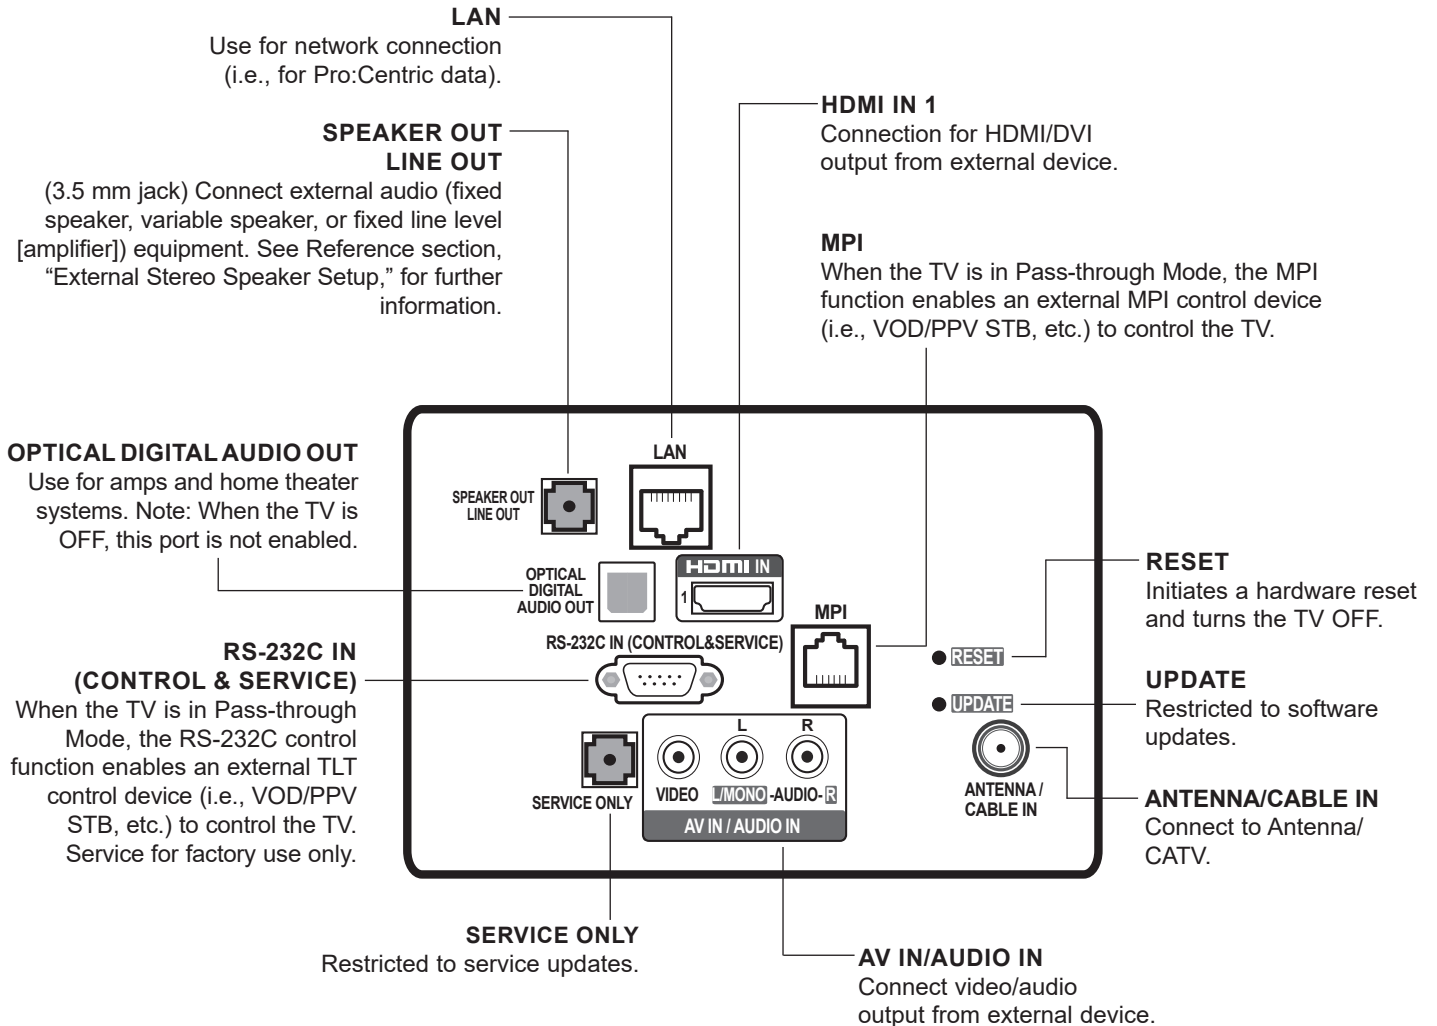 LAN
Use for network connection
(i.e., for Pro:Centric data).
SPEAKER OUT
LINE OUT
(3.5 mm jack) Connect external audio (fixed
speaker, variable speaker, or fixed line level
[amplifier]) equipment. See Reference section,
“External Stereo Speaker Setup,” for further
information.
HDMI IN 1
Connection for HDMI/DVI
output from external device.
MPI
When the TV is in Pass-through Mode, the MPI
function enables an external MPI control device
(i.e., VOD/PPV STB, etc.) to control the TV.
OPTICAL DIGITAL AUDIO OUT
Use for amps and home theater
systems. Note: When the TV is
OFF, this port is not enabled.
RS-232C IN
(CONTROL & SERVICE)
When the TV is in Pass-through
Mode, the RS-232C control
function enables an external TLT
control device (i.e., VOD/PPV
STB, etc.) to control the TV.
Service for factory use only.
LAN
SPEAKER OUT
LINE OUT
HDMI IN
1
OPTICAL
DIGITAL
AUDIO OUT
MPI
RS-232C IN (CONTROL&SERVICE)
RESET
UPDATE
L R
VIDEO L/MONO -AUDIO- R
AV IN / AUDIO IN
SERVICE ONLY
ANTENNA /
CABLE IN
RESET
Initiates a hardware reset
and turns the TV OFF.
UPDATE
Restricted to software
updates.
ANTENNA/CABLE IN
Connect to Antenna/
CATV.
SERVICE ONLY
Restricted to service updates.
AV IN/AUDIO IN
Connect video/audio
output from external device.